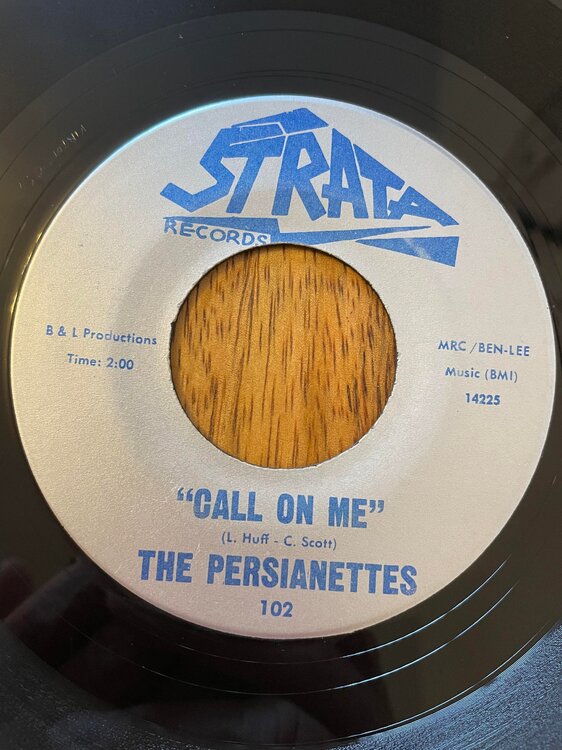 STRATA
RECORDS
B & L Productions
Time: 2:00
MRC/BEN-LEE
Music (BMI)
14225
"CALL ON ME"
(L. Huff - C. Scott)
THE PERSIANETTES
102